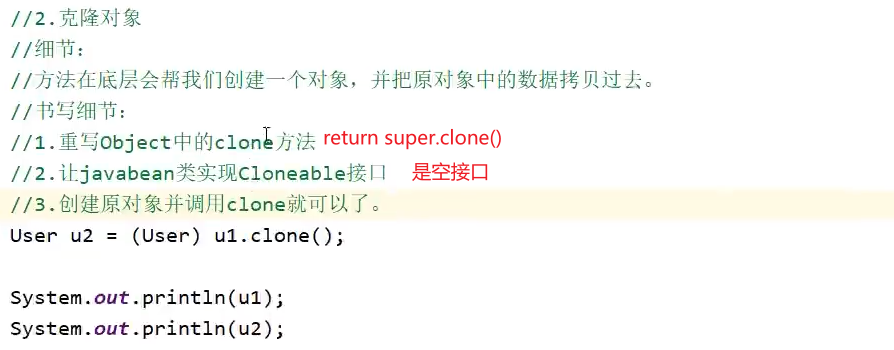 //2.克隆对象
//细节：
//方法在底层会帮我们创建一个对象，并把原对象中的数据拷贝过去。
//书写细节：
//1.重写Object中的clone方法 return super.clone()
//2.让javabean类实现Cloneable接口 是空接口
//3.创建原对象并调用clone就可以了。
User u2 = (User) u1.clone();
System.out.println(u1);
System.out.println(u2);